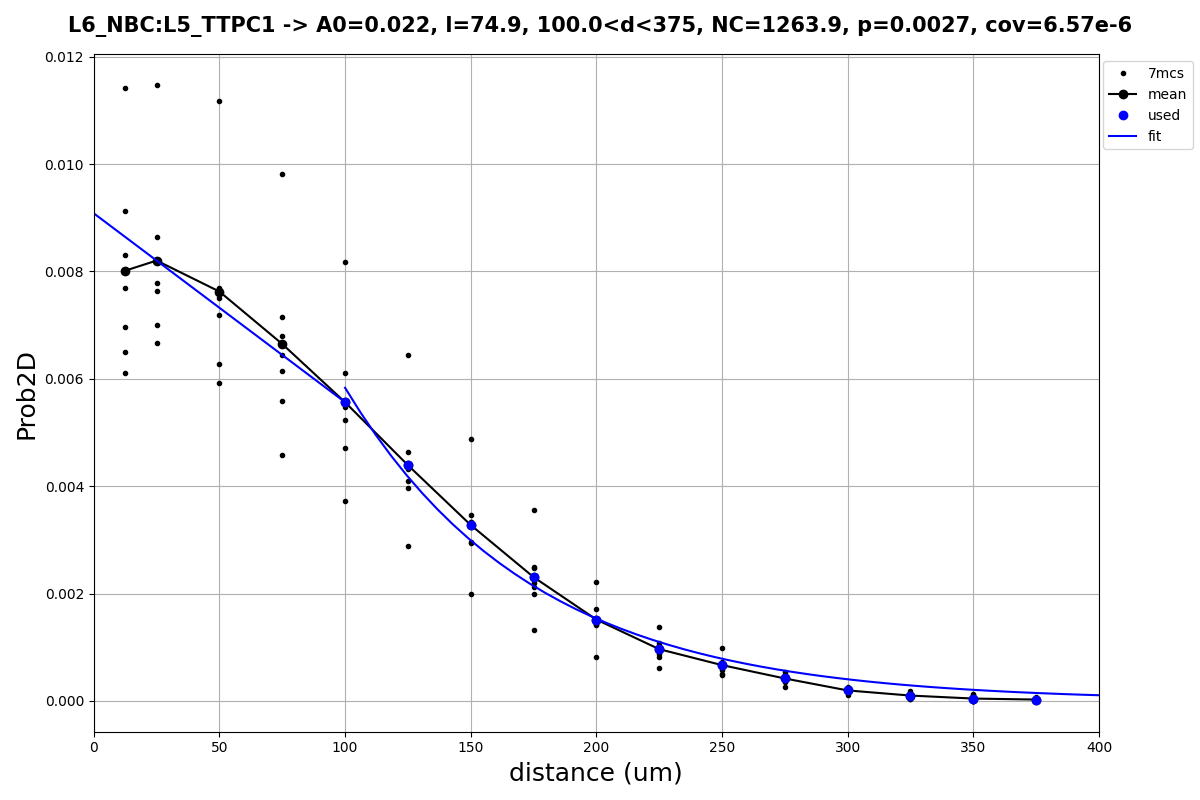 L6_NBC:L5_TTPC1 -> A0=0.022, l=74.9, 100.0<d<375, NC=1263.9, p=0.0027, cov=6.57e-6
0.012
0.010
0.008
0.006
0.004
0.002
0.000
Prob2D
0 50 100 150 200 250 300 350 400
distance (um)
7mcs
mean
used
fit